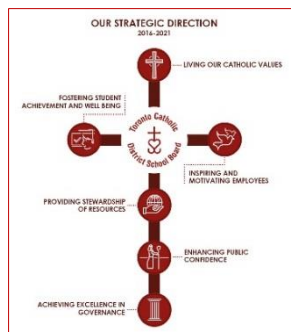 OUR STRATEGIC DIRECTION
2016-2021
LIVING OUR CATHOLIC VALUES
FOSTERING STUDENT
ACHIEVEMENT AND WELL BEING
Toronto Catholic
District School Board
INSPIRING AND
MOTIVATING EMPLOYEES
PROVIDING STEWARDSHIP
OF RESOURCES
ENHANCING PUBLIC
CONFIDENCE
ACHIEVING EXCELLENCE IN
GOVERNANCE